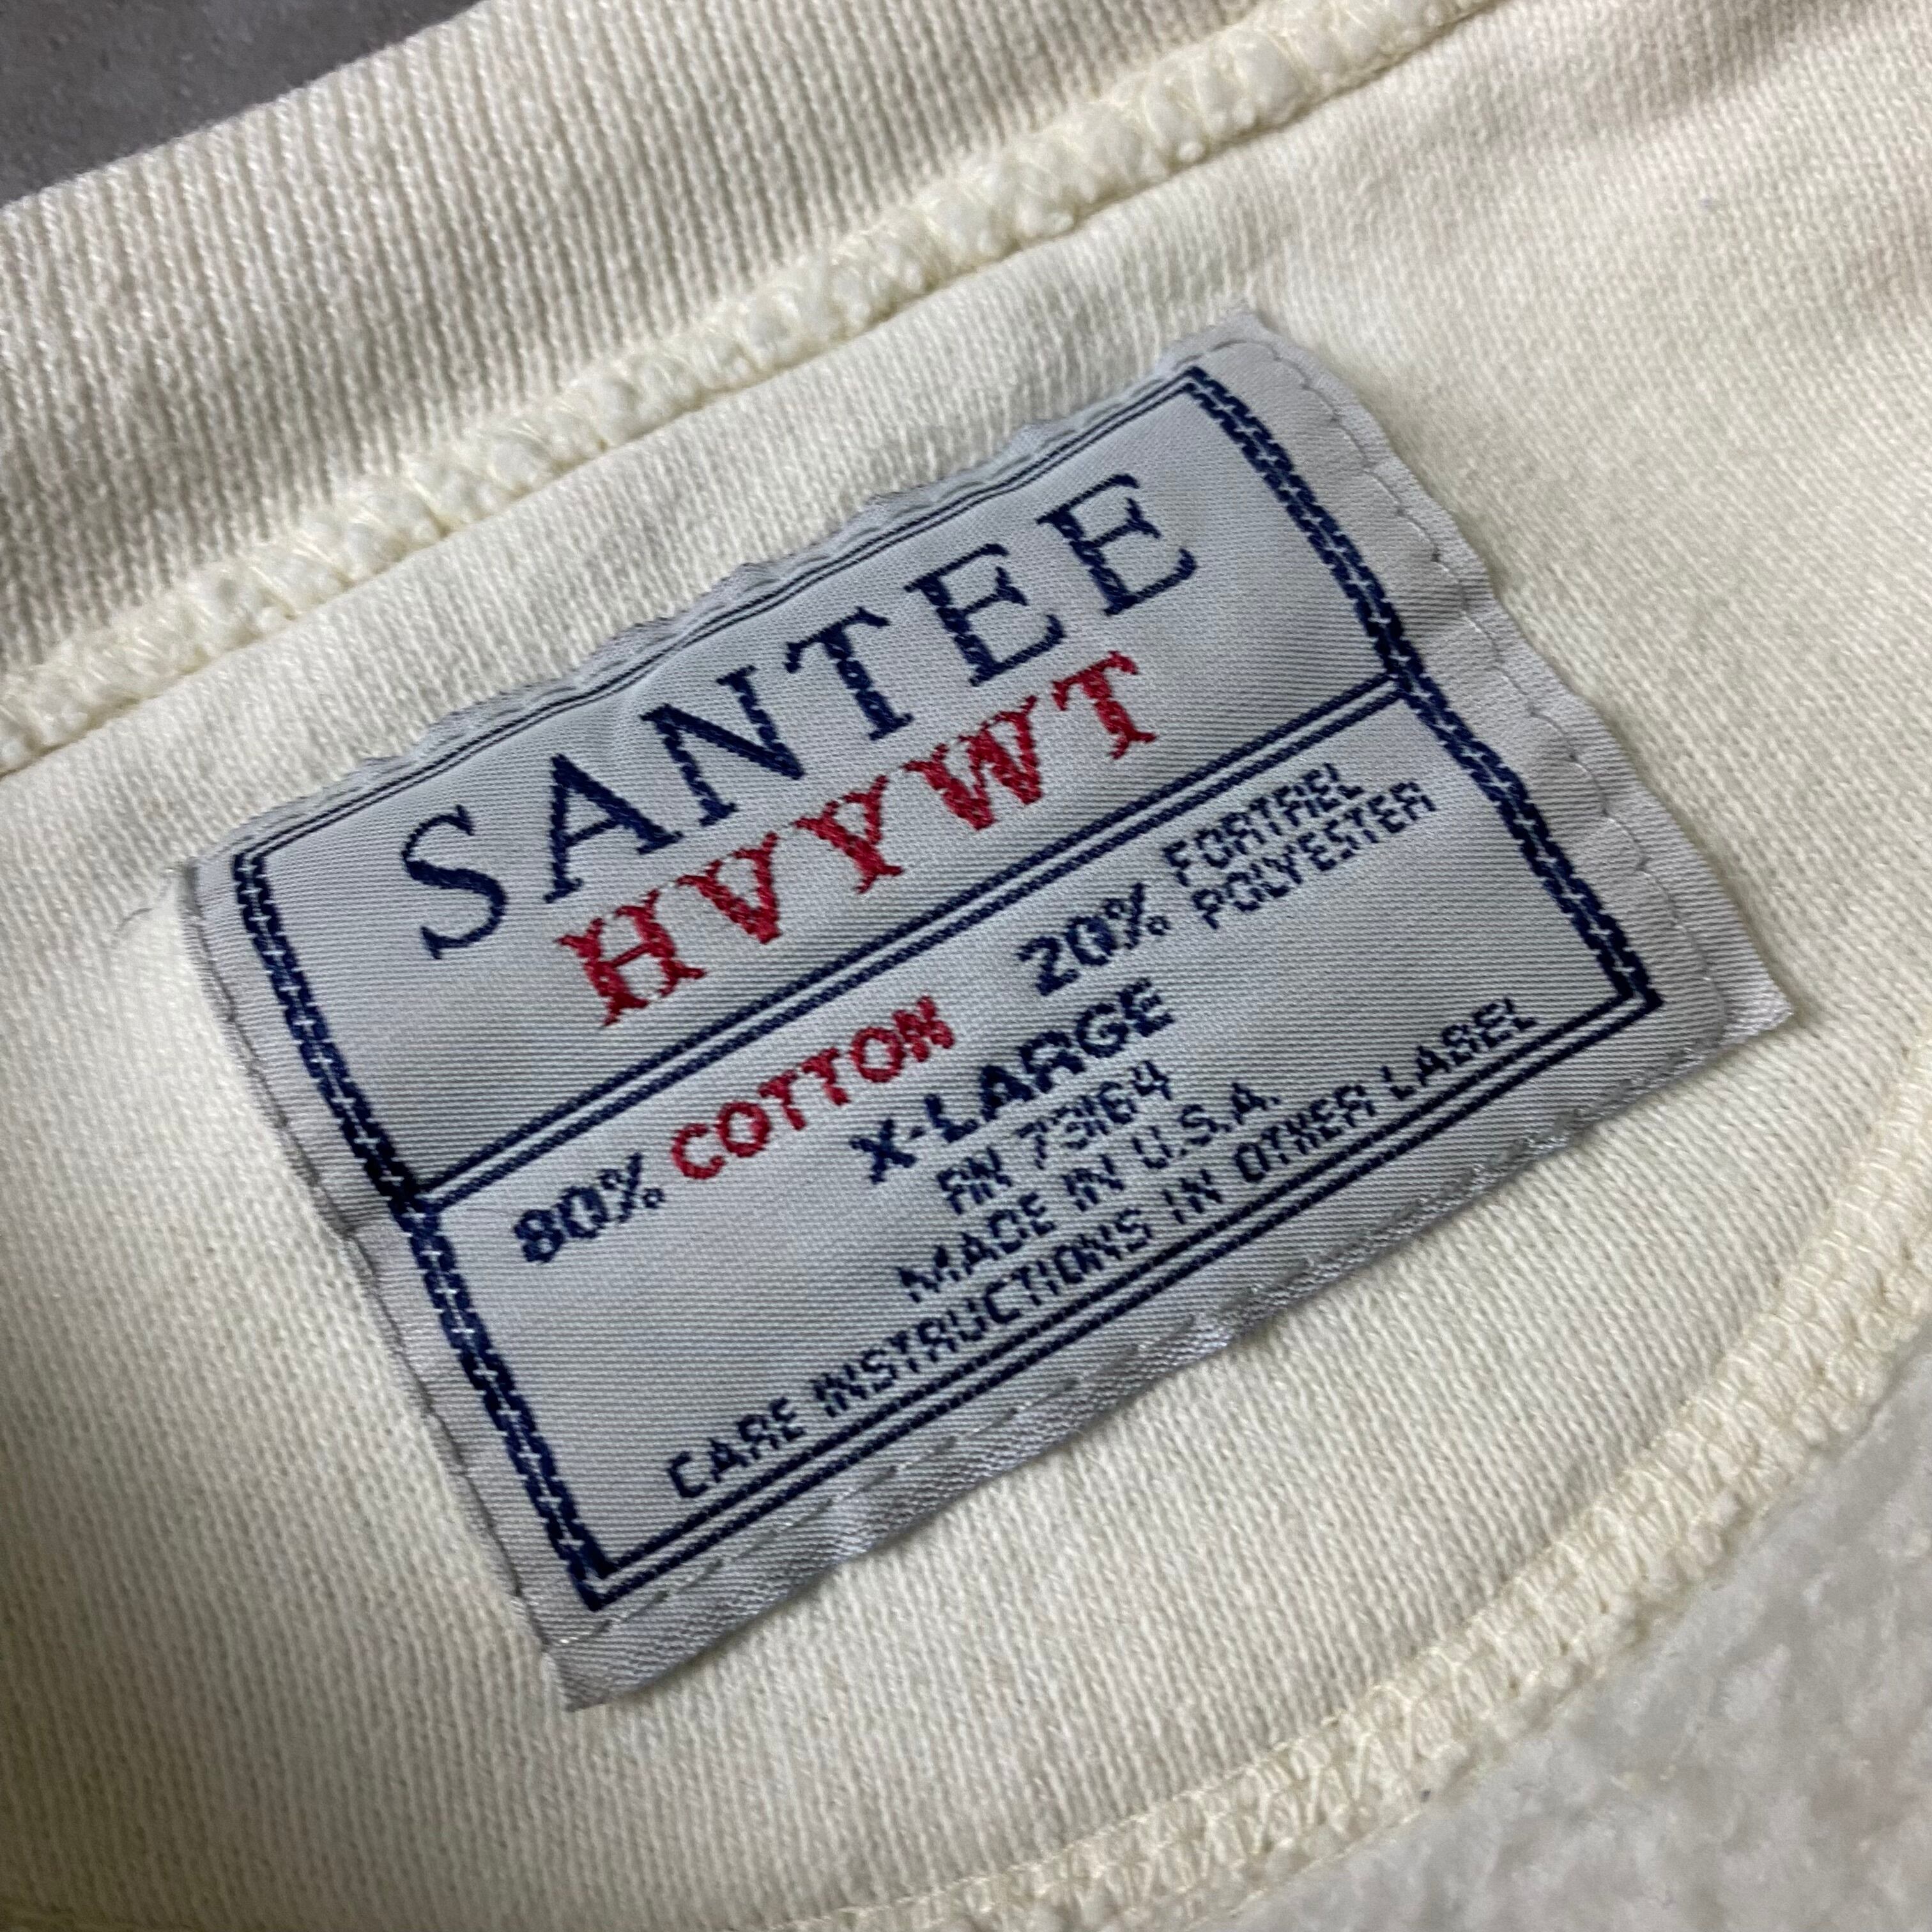 SANTEE
HVYWT
80% COTTON 20% FORTREL POLYESTER
X-LARGE
RN 73164
MADE IN U.S.A.
CARE INSTRUCTIONS IN OTHER LABEL